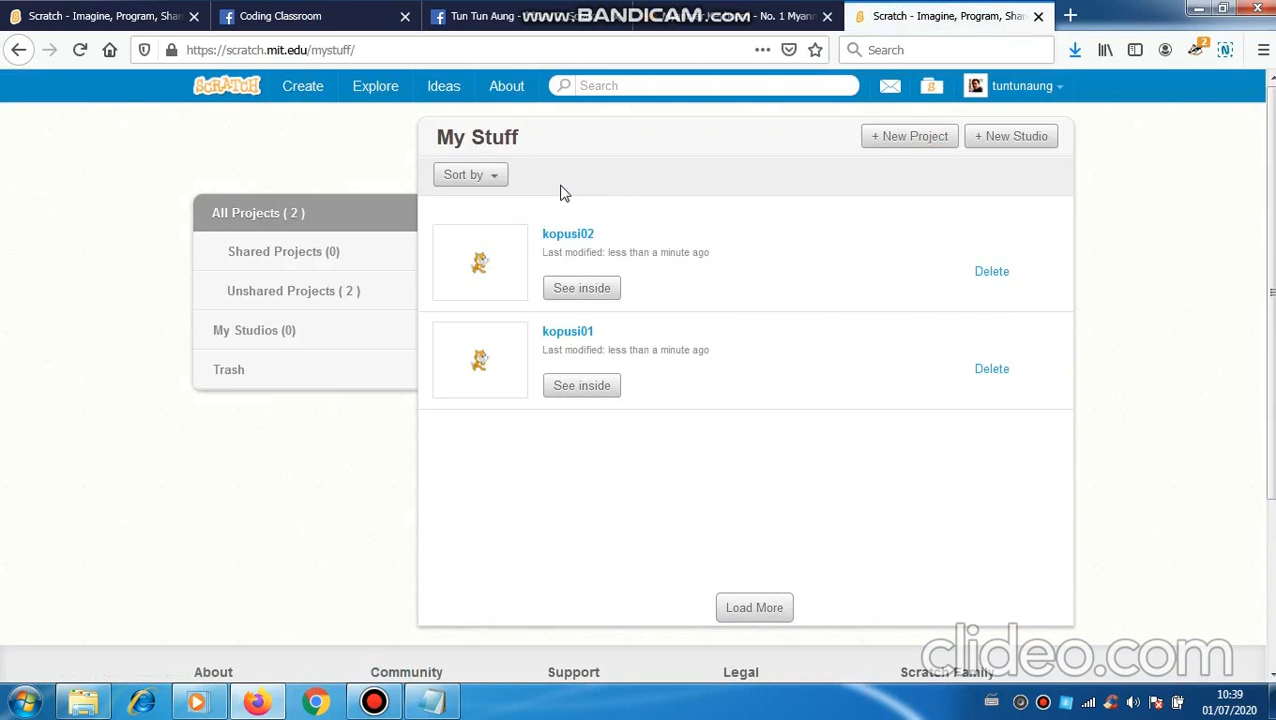 Scratch - Imagine, Program, Shar
Coding Classroom
Tun Tun Aung -
www.BANDICAM.com
- No. 1 Myann
Scratch - Imagine, Program, Shar
https://scratch.mit.edu/mystuff/
Search
2
SCRATCH
Create
Explore
Ideas
About
Search
tuntunaung
My Stuff
+ New Project
+ New Studio
Sort by
All Projects ( 2 )
Shared Projects (0)
Unshared Projects ( 2 )
My Studios (0)
Trash
kopusi02
Last modified: less than a minute ago
See inside
Delete
kopusi01
Last modified: less than a minute ago
See inside
Delete
Load More
clideo.com
About
Community
Support
Legal
Scratch Family
10:39
01/07/2020